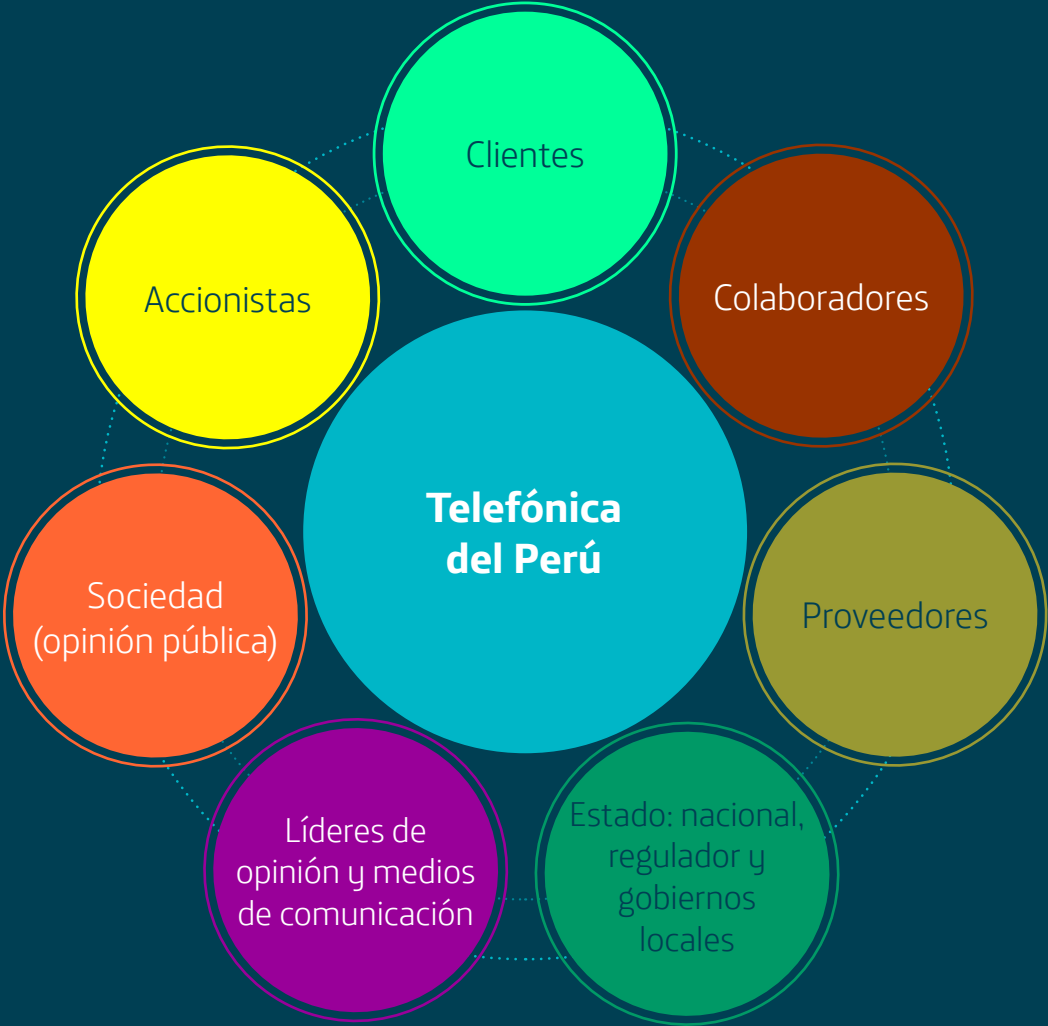 Clientes
Accionistas
Colaboradores
Telefónica
del Perú
Sociedad
(opinión pública)
Proveedores
Líderes de
opinión y medios
de comunicación
Estado: nacional,
regulador y
gobiernos
locales